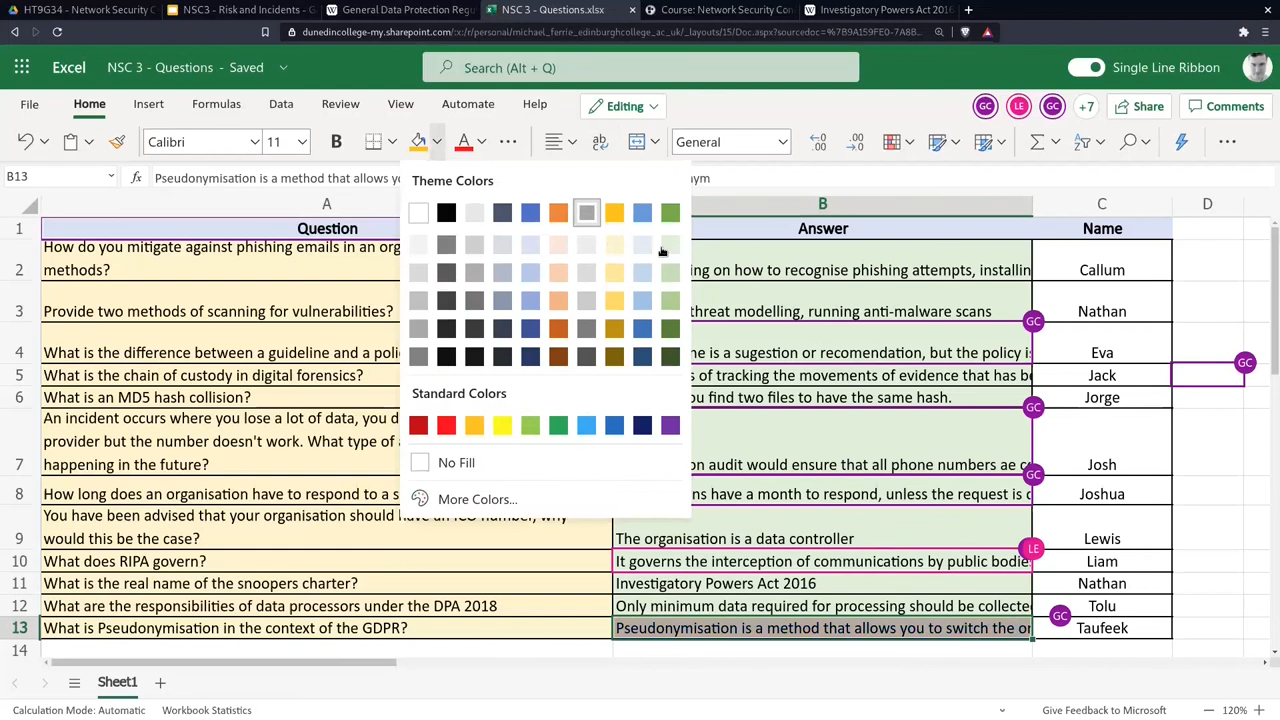 HT9G34 - Network Security C
NSC3 - Risk and Incidents - G
General Data Protection Regu
NSC 3 - Questions.xlsx
Course: Network Security Con
Investigatory Powers Act 2016
dunedincollege-my.sharepoint.com/:x:/r/personal/michael_ferrie_edinburghcollege_ac_uk/_layouts/15/Doc.aspx?sourcedoc=%7B9A159FE0-7A8B...
Excel NSC 3 - Questions - Saved Search (Alt + Q) Single Line Ribbon
File Home Insert Formulas Data Review View Automate Help Editing GC LE GC +7 Share Comments
Calibri 11 B A General
B13 fx Pseudonymisation is a method that allows yo ym
Theme Colors
A B C D
1 Question Answer Name
2 How do you mitigate against phishing emails in an org
methods? ng on how to recognise phishing attempts, installin Callum
3 Provide two methods of scanning for vulnerabilities? threat modelling, running anti-malware scans Nathan
GC
4 What is the difference between a guideline and a polic ne is a sugestion or recomendation, but the policy is Eva
GC
5 What is the chain of custody in digital forensics? s of tracking the movements of evidence that has be Jack
6 What is an MD5 hash collision? ou find two files to have the same hash. Jorge
GC
An incident occurs where you lose a lot of data, you d
provider but the number doesn't work. What type of a
7 happening in the future? on audit would ensure that all phone numbers ae c Josh
GC
8 How long does an organisation have to respond to a s ns have a month to respond, unless the request is c Joshua
You have been advised that your organisation should have an ICO number, why
9 would this be the case? The organisation is a data controller Lewis
LE
10 What does RIPA govern? It governs the interception of communications by public bodie Liam
11 What is the real name of the snoopers charter? Investigatory Powers Act 2016 Nathan
12 What are the responsibilities of data processors under the DPA 2018 Only minimum data required for processing should be collecte Tolu
GC
13 What is Pseudonymisation in the context of the GDPR? Pseudonymisation is a method that allows you to switch the or Taufeek
14
Standard Colors
No Fill
More Colors...
Sheet1
Calculation Mode: Automatic Workbook Statistics Give Feedback to Microsoft 120%